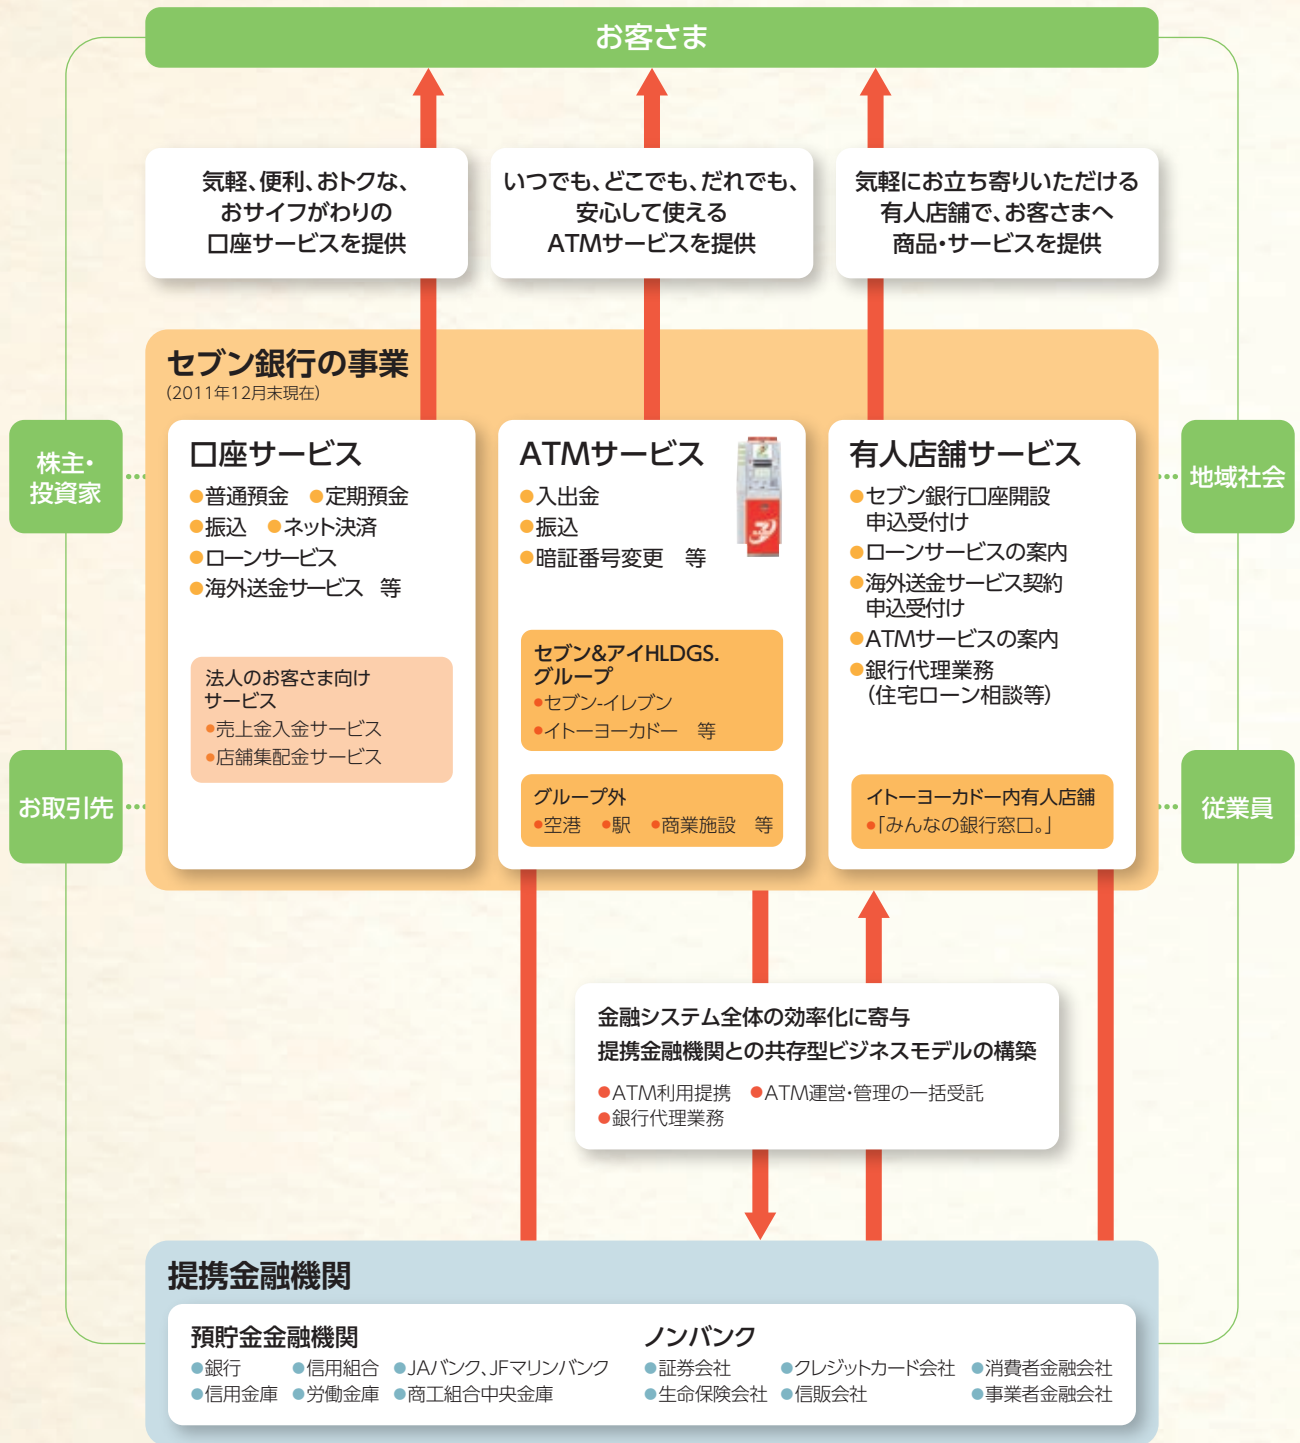 お客さま
気軽、便利、おトクな、
おサイフがわりの
口座サービスを提供
いつでも、どこでも、だれでも、
安心して使える
ATMサービスを提供
気軽にお立ち寄りいただける
有人店舗で、お客さまへ
商品・サービスを提供
セブン銀行の事業
(2011年12月末現在)
株主・
投資家
お取引先
地域社会
従業員
口座サービス
●普通預金 ●定期預金
●振込 ●ネット決済
●ローンサービス
●海外送金サービス 等
法人のお客さま向け
サービス
●売上金入金サービス
●店舗集配金サービス
ATMサービス
●入出金
●振込
●暗証番号変更 等
セブン&アイHLDGS.
グループ
●セブン-イレブン
●イトーヨーカドー 等
グループ外
●空港 ●駅 ●商業施設 等
有人店舗サービス
●セブン銀行口座開設
申込受付け
●ローンサービスの案内
●海外送金サービス契約
申込受付け
●ATMサービスの案内
●銀行代理業務
(住宅ローン相談等)
イトーヨーカドー内有人店舗
●「みんなの銀行窓口。」
金融システム全体の効率化に寄与
提携金融機関との共存型ビジネスモデルの構築
●ATM利用提携 ●ATM運営・管理の一括受託
●銀行代理業務
提携金融機関
預貯金金融機関
●銀行 ●信用組合 ●JAバンク、JFマリンバンク
●信用金庫 ●労働金庫 ●商工組合中央金庫
ノンバンク
●証券会社 ●クレジットカード会社 ●消費者金融会社
●生命保険会社 ●信販会社 ●事業者金融会社